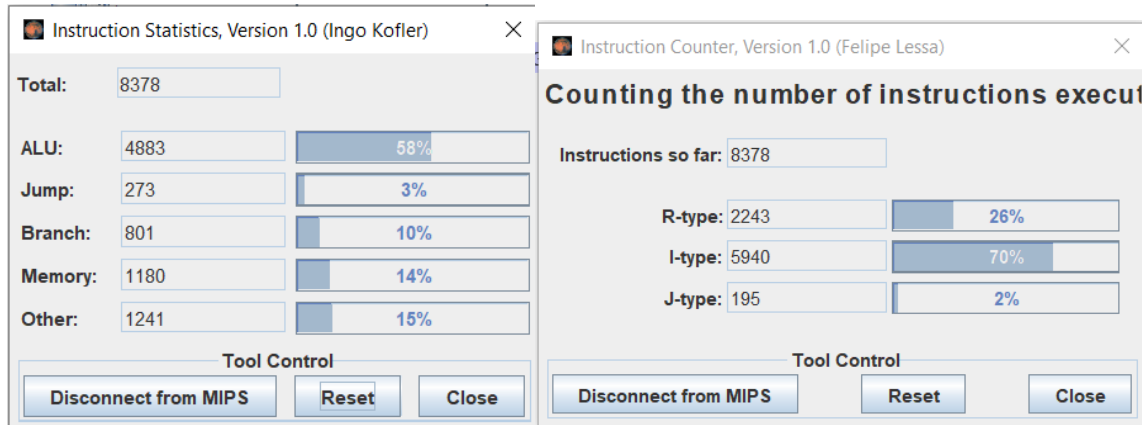 Instruction Statistics, Version 1.0 (Ingo Kofler)
Total: 8378
ALU: 4883 58%
Jump: 273 3%
Branch: 801 10%
Memory: 1180 14%
Other: 1241 15%
Tool Control
Disconnect from MIPS Reset Close
Instruction Counter, Version 1.0 (Felipe Lessa)
Counting the number of instructions execut
Instructions so far: 8378
R-type: 2243 26%
I-type: 5940 70%
J-type: 195 2%
Tool Control
Disconnect from MIPS Reset Close